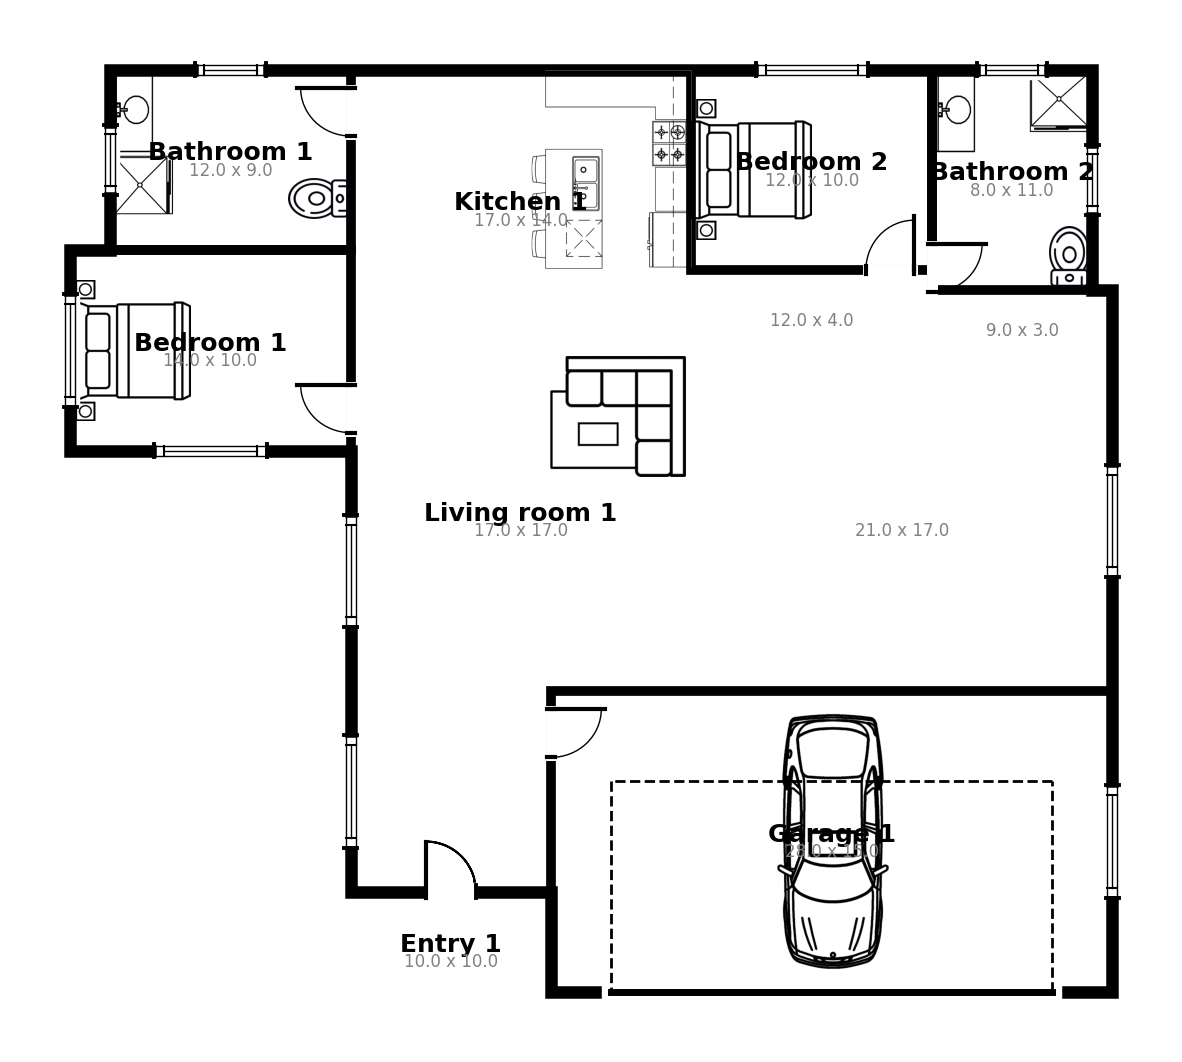 Bathroom 1
12.0 x 9.0
Kitchen 1
17.0 x 14.0
Bedroom 2
12.0 x 10.0
Bathroom 2
8.0 x 11.0
12.0 x 4.0
9.0 x 3.0
Bedroom 1
14.0 x 10.0
Living room 1
17.0 x 17.0
21.0 x 17.0
Garage 1
28.0 x 15.0
Entry 1
10.0 x 10.0